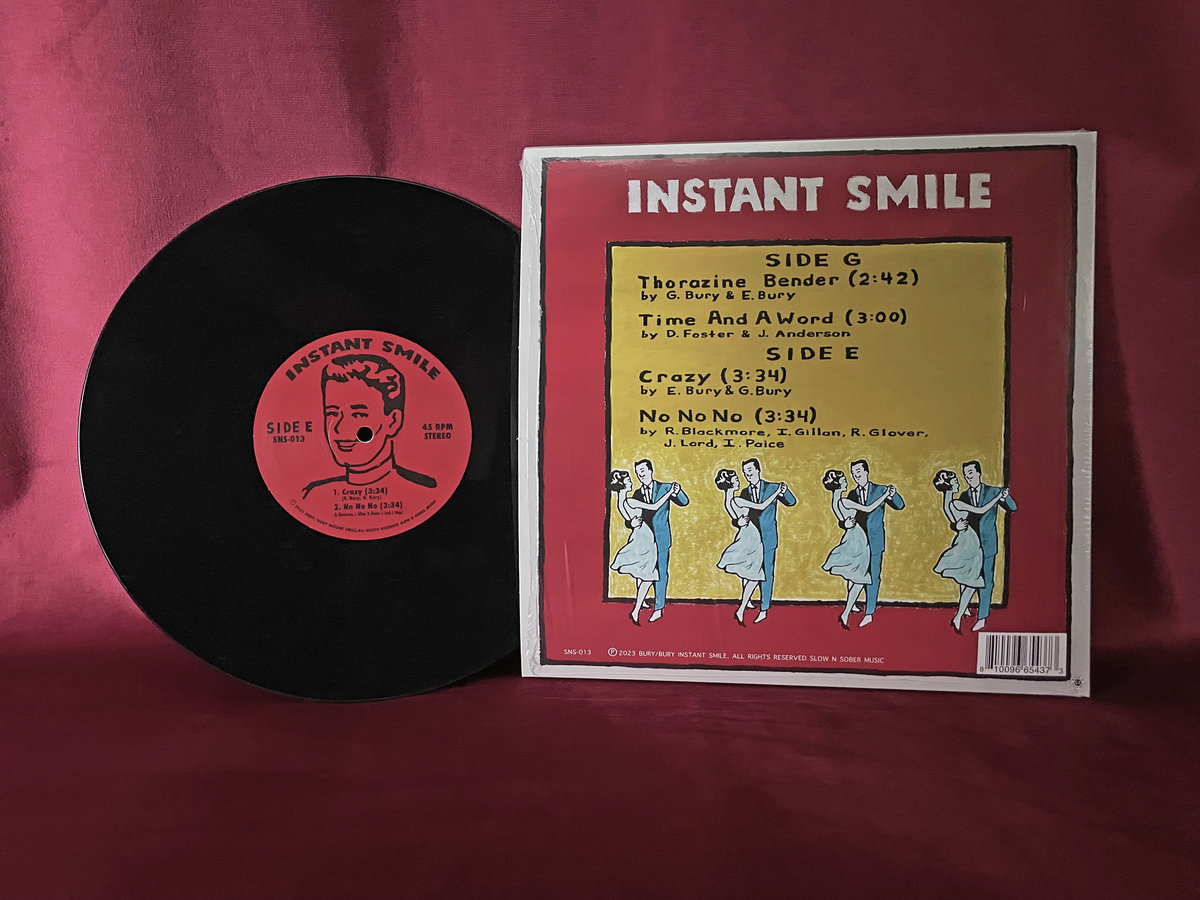 INSTANT SMILE
SIDE E
SNS-013
45 RPM
STEREO
1. Crazy (3:34)
(E. Bury, G. Bury)
2. No No No (3:34)
INSTANT SMILE
SIDE G
Thorazine Bender (2:42)
by G. Bury & E. Bury
Time And A Word (3:00)
by D. Foster & J. Anderson
SIDE E
Crazy (3:34)
by E. Bury & G. Bury
No No No (3:34)
by R. Blackmore, I. Gillan, R. Glover,
J. Lord, I. Paice
SNS-013 Ⓟ 2023 BURY/BURY INSTANT SMILE, ALL RIGHTS RESERVED SLOW N SOBER MUSIC
8 10096 65437 3